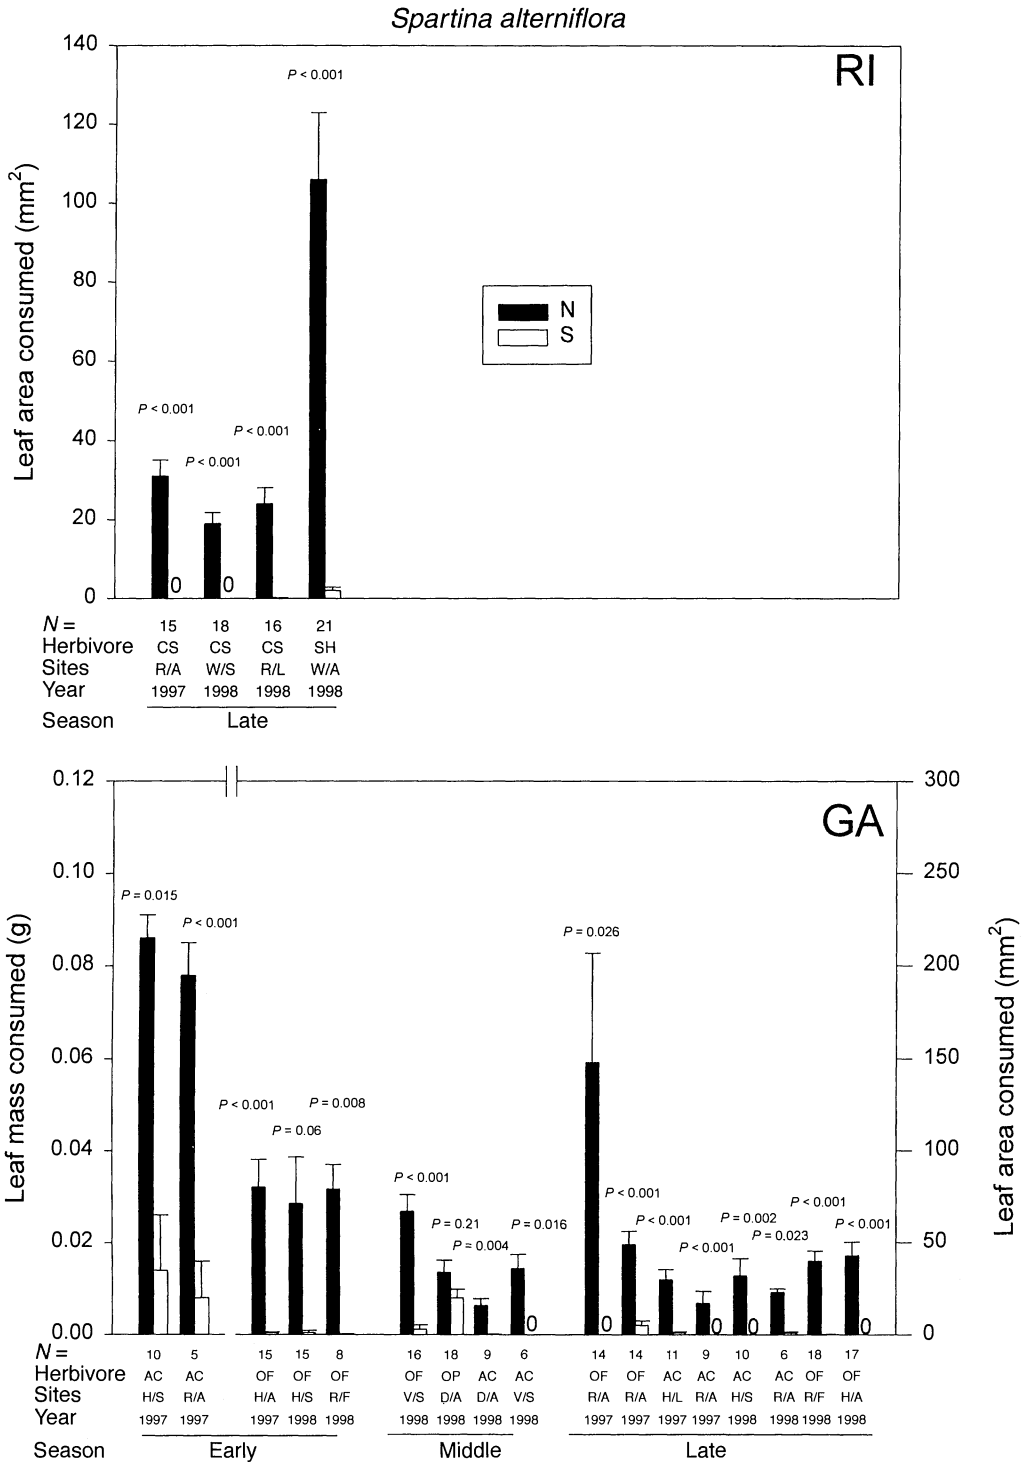 Spartina alterniflora
RI
Leaf area consumed (mm2)
140
120
100
80
60
40
20
0
P < 0.001
P < 0.001
P < 0.001
P < 0.001
N
S
0 0
N = 15 18 16 21
Herbivore CS CS CS SH
Sites R/A W/S R/L W/A
Year 1997 1998 1998 1998
Season Late
GA
Leaf mass consumed (g)
0.12
0.10
0.08
0.06
0.04
0.02
0.00
Leaf area consumed (mm2)
300
250
200
150
100
50
0
P = 0.015
P < 0.001
P < 0.001
P = 0.06
P = 0.008
P < 0.001
P = 0.21
P = 0.004
P = 0.016
P = 0.026
P < 0.001
P < 0.001
P < 0.001
P = 0.002
P = 0.023
P < 0.001
P < 0.001
0 0 0 0 0
N = 10 5 15 15 8 16 18 9 6 14 14 11 9 10 6 18 17
Herbivore AC AC OF OF OF OF OP AC AC OF OF AC AC AC AC OF OF
Sites H/S R/A H/A H/S R/F V/S D/A D/A V/S R/A R/A H/L R/A H/S R/A R/F H/A
Year 1997 1997 1997 1998 1998 1998 1998 1998 1998 1997 1998 1997 1997 1998 1998 1998 1998
Season Early Middle Late